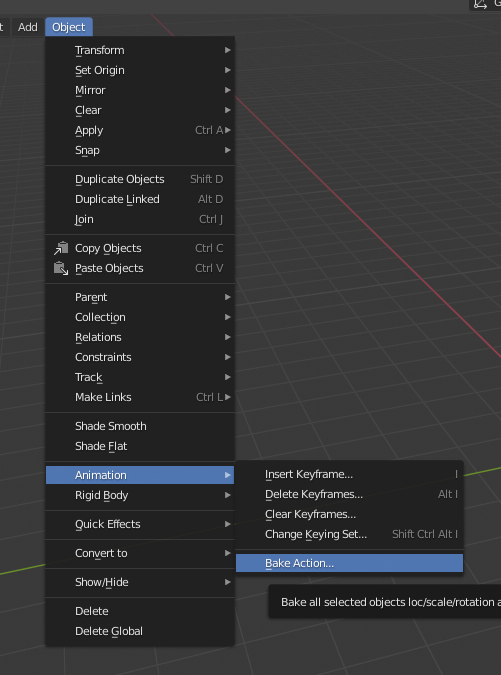 Add Object
Transform
Set Origin
Mirror
Clear
Apply Ctrl A
Snap
Duplicate Objects Shift D
Duplicate Linked Alt D
Join Ctrl J
Copy Objects Ctrl C
Paste Objects Ctrl V
Parent
Collection
Relations
Constraints
Track
Make Links Ctrl L
Shade Smooth
Shade Flat
Animation
Rigid Body
Quick Effects
Convert to
Show/Hide
Delete
Delete Global
Insert Keyframe... I
Delete Keyframes... Alt I
Clear Keyframes...
Change Keying Set... Shift Ctrl Alt I
Bake Action...
Bake all selected objects loc/scale/rotation